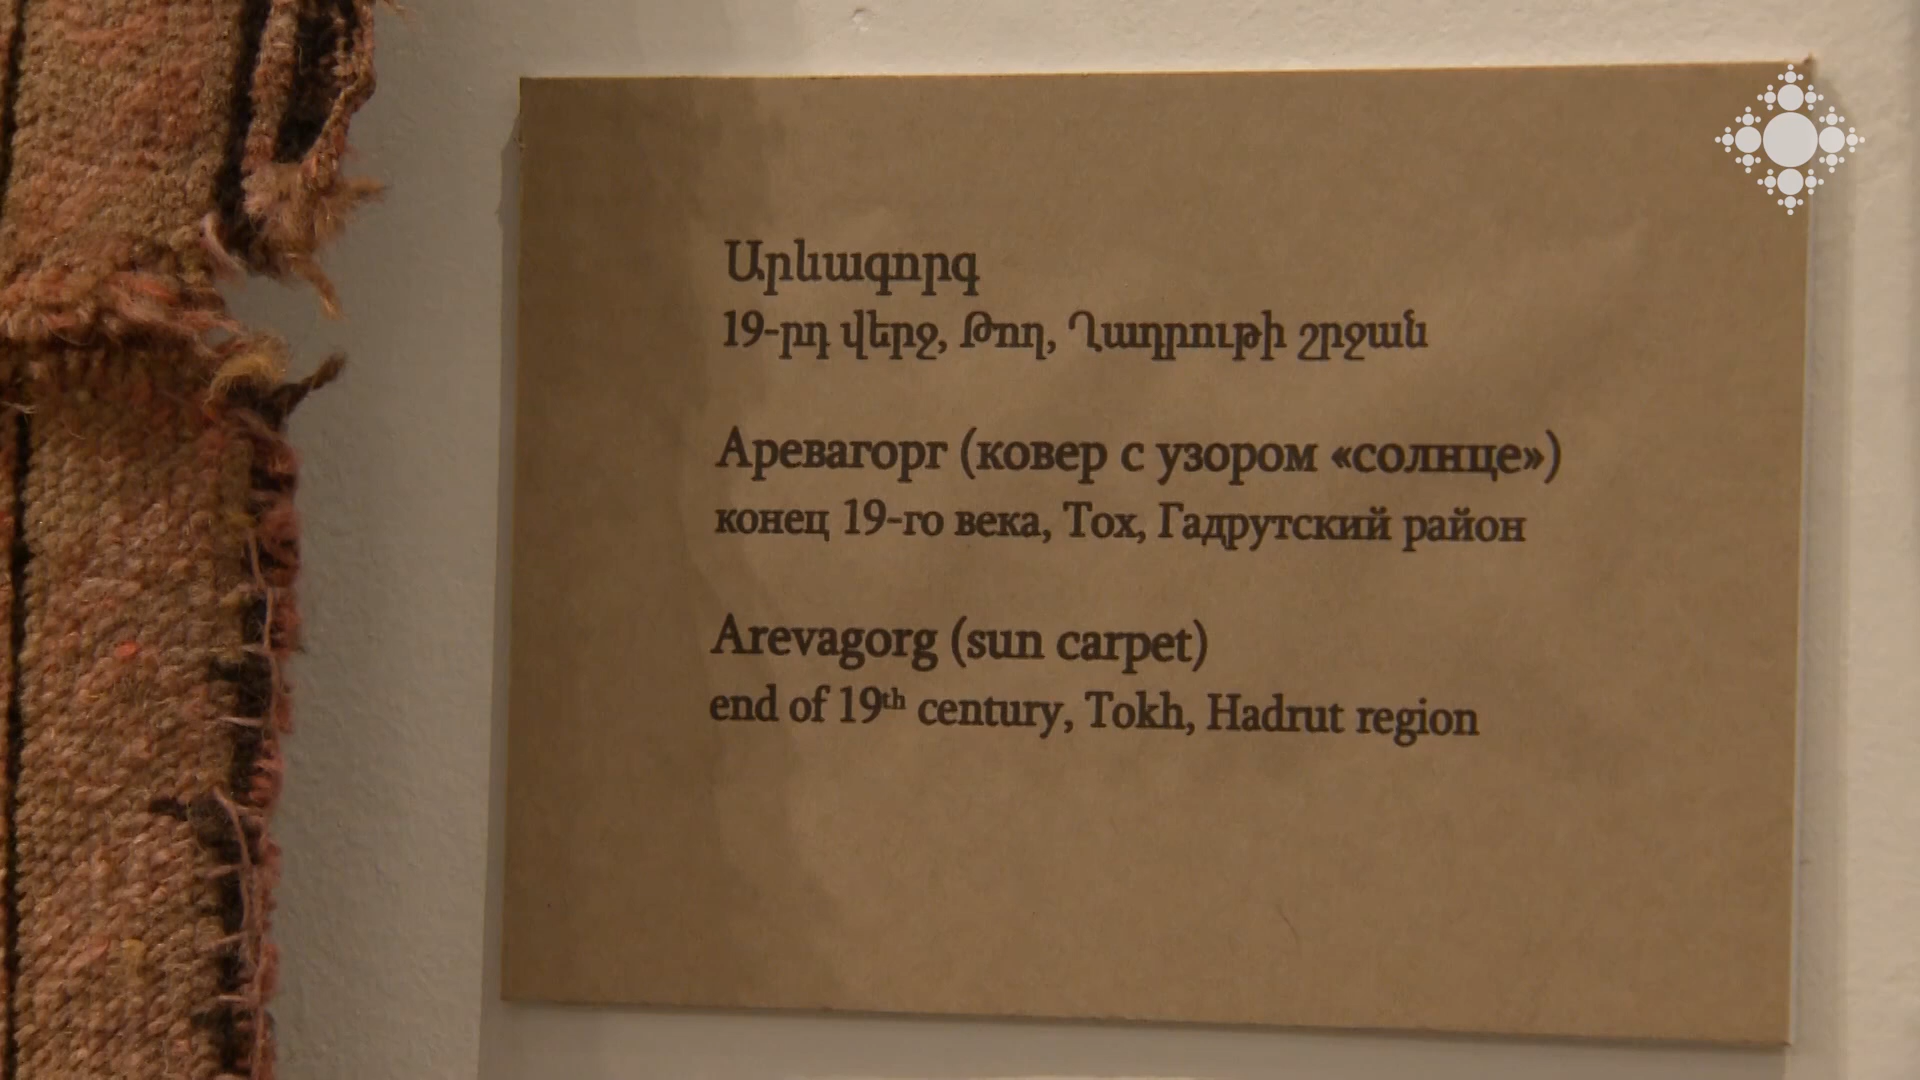 Արևագորգ
19-րդ վերջ, Թող, Ղադրութի շրջան
Аревагорг (ковер с узором «солнце»)
конец 19-го века, Тох, Гадрутский район
Arevagorg (sun carpet)
end of 19th century, Tokh, Hadrut region